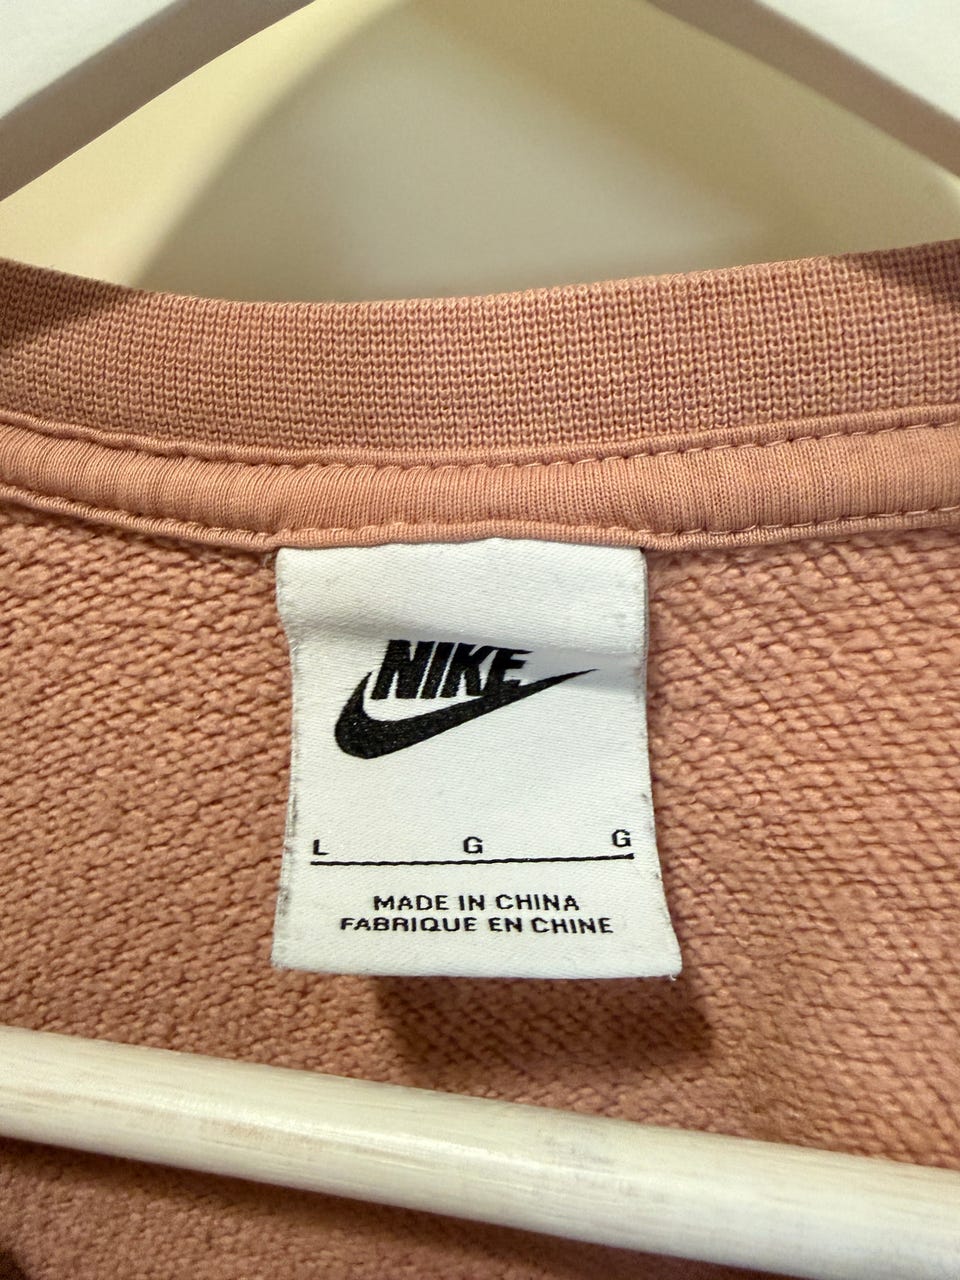 NIKE
L G G
MADE IN CHINA
FABRIQUE EN CHINE